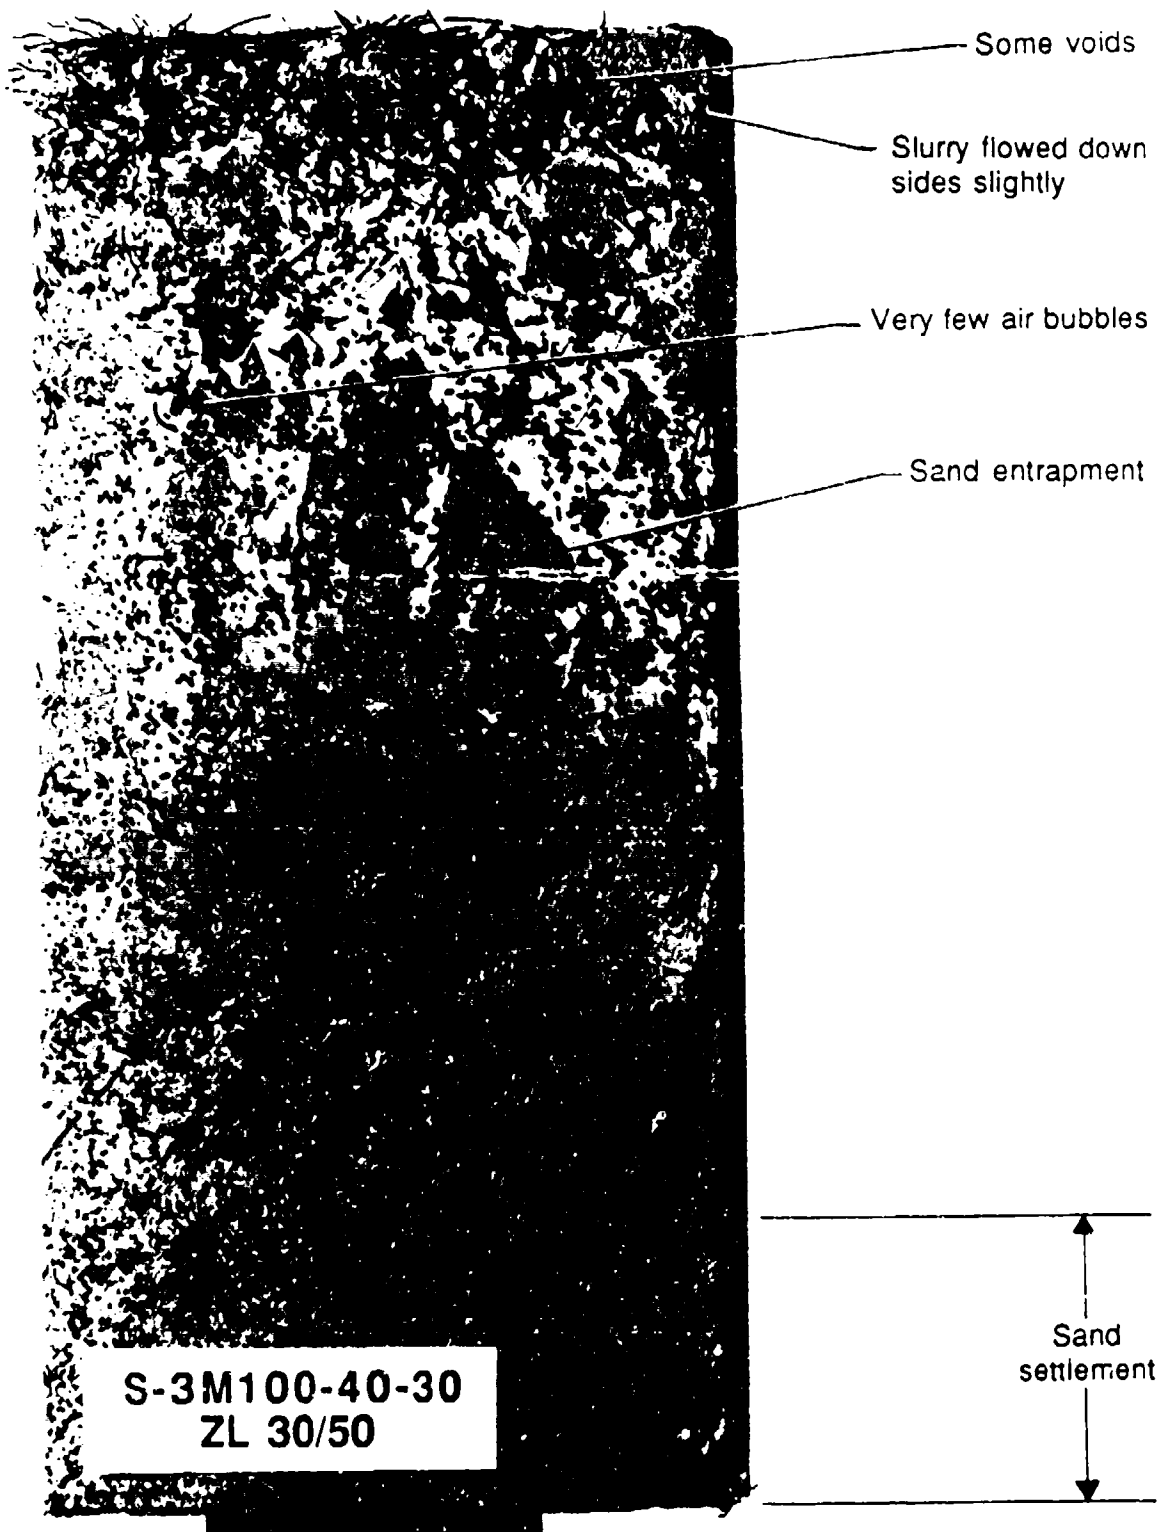 Some voids
Slurry flowed down
sides slightly
Very few air bubbles
Sand entrapment
Sand
settlement
S-3M100-40-30
ZL 30/50